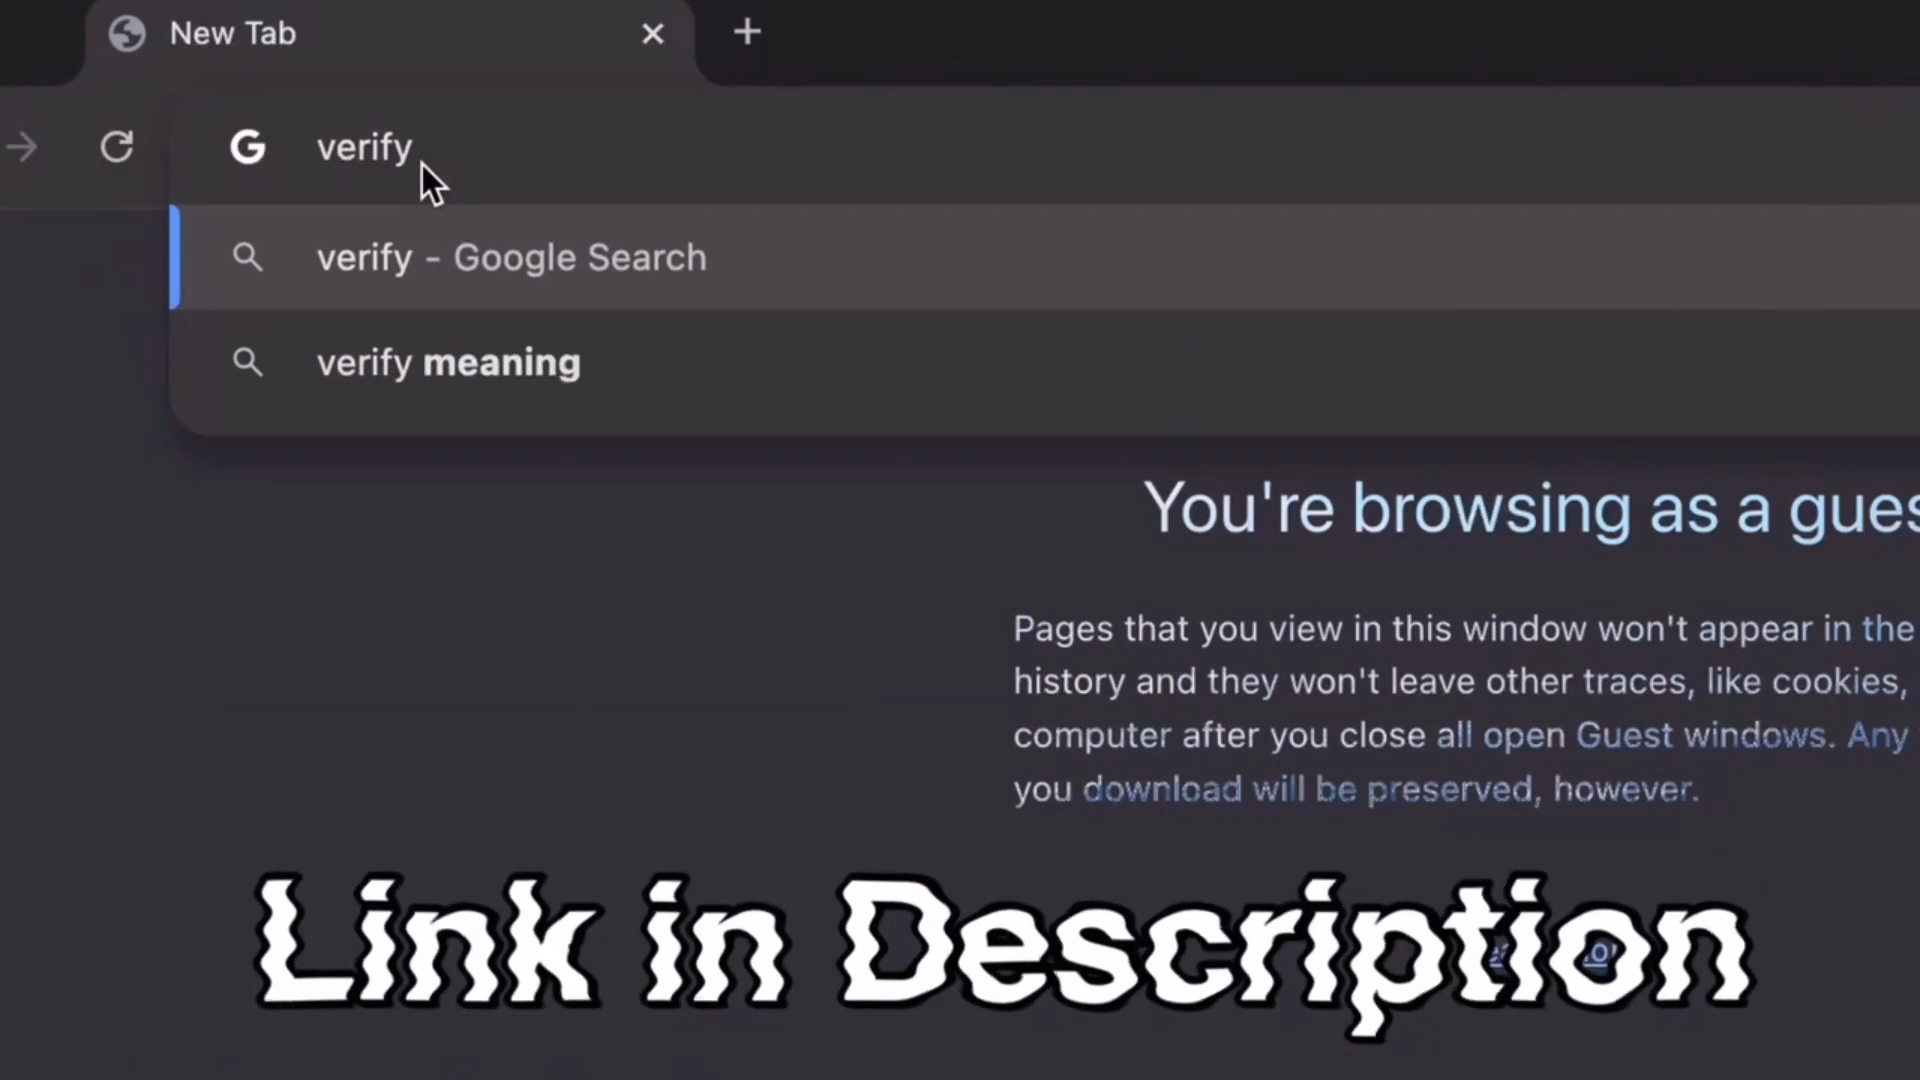 New Tab
verify
verify - Google Search
verify meaning
You're browsing as a gues
Pages that you view in this window won't appear in the
history and they won't leave other traces, like cookies,
computer after you close all open Guest windows. Any
you download will be preserved, however.
Link in Description